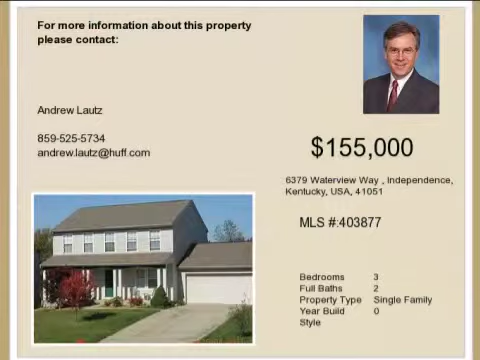 For more information about this property
please contact:
Andrew Lautz
859-525-5734
andrew.lautz@huff.com
$155,000
6379 Waterview Way , Independence,
Kentucky, USA, 41051
MLS #:403877
Bedrooms 3
Full Baths 2
Property Type Single Family
Year Build 0
Style